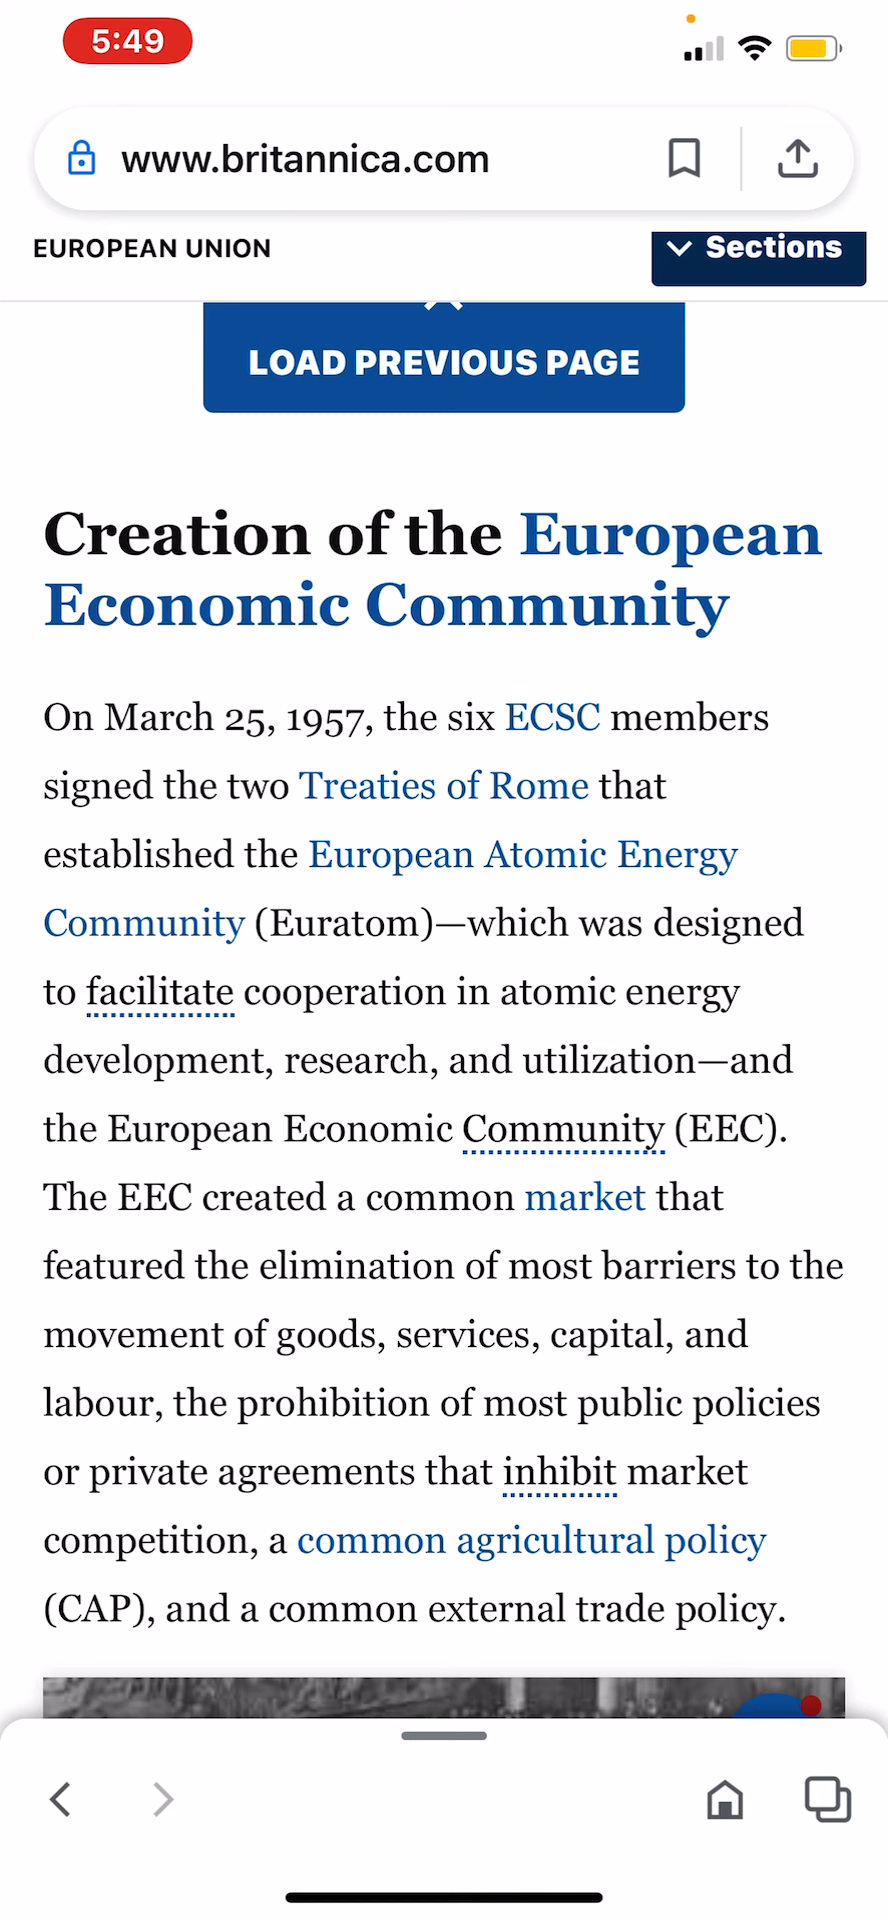 5:49
www.britannica.com
EUROPEAN UNION
Sections
LOAD PREVIOUS PAGE
Creation of the European
Economic Community
On March 25, 1957, the six ECSC members
signed the two Treaties of Rome that
established the European Atomic Energy
Community (Euratom)—which was designed
to facilitate cooperation in atomic energy
development, research, and utilization—and
the European Economic Community (EEC).
The EEC created a common market that
featured the elimination of most barriers to the
movement of goods, services, capital, and
labour, the prohibition of most public policies
or private agreements that inhibit market
competition, a common agricultural policy
(CAP), and a common external trade policy.